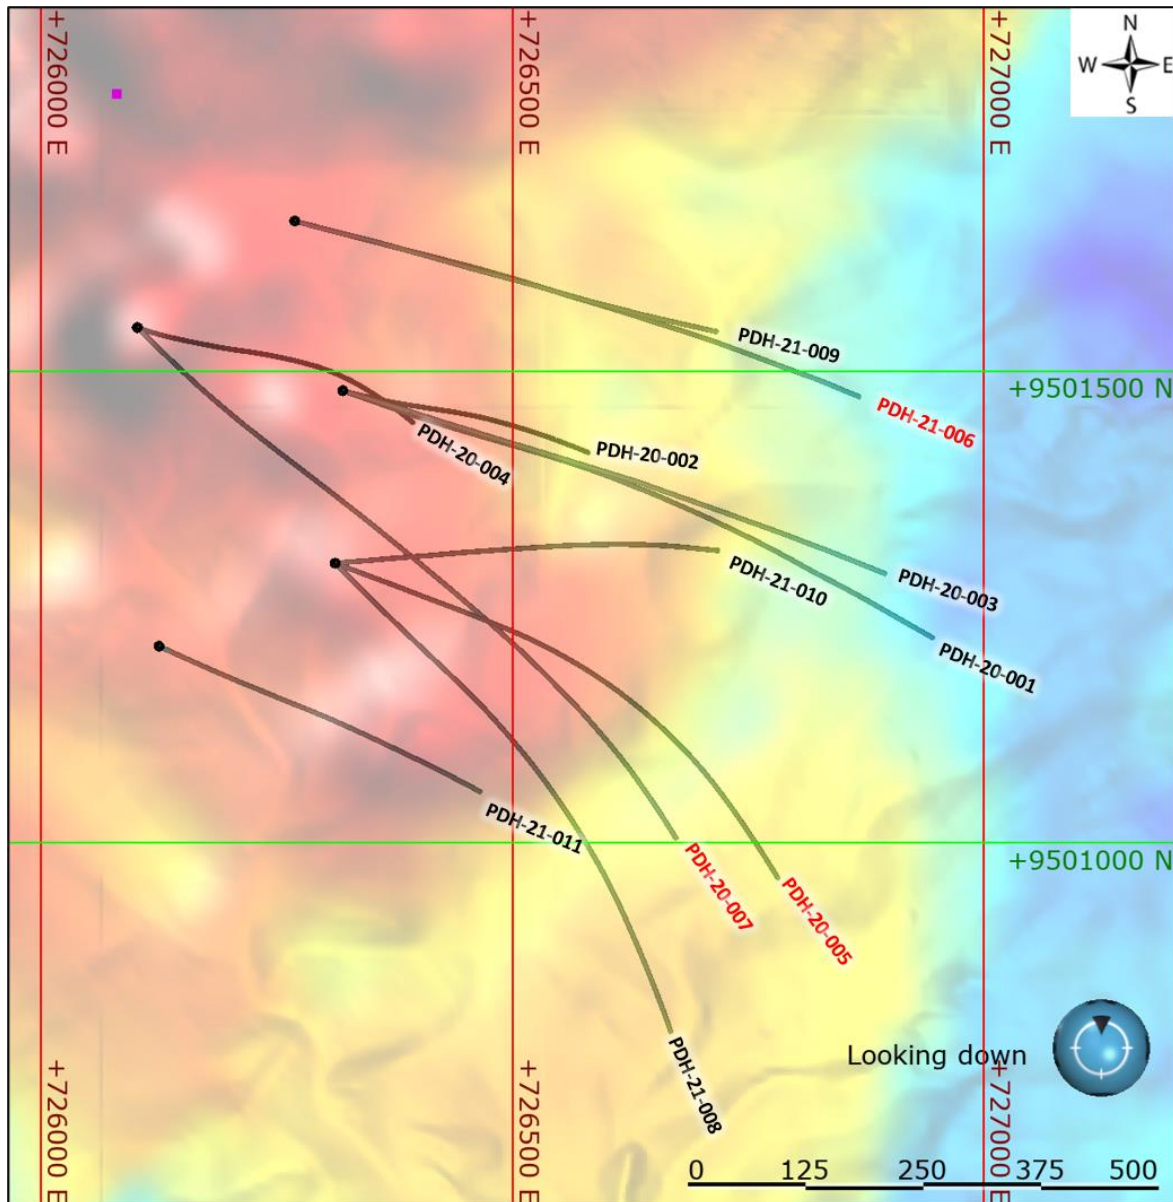 +726000 E
+726500 E
+727000 E
N
W E
S
PDH-21-009
+9501500 N
PDH-21-006
PDH-20-004
PDH-20-002
PDH-21-010
PDH-20-003
PDH-20-001
PDH-21-011
PDH-20-007
+9501000 N
PDH-20-005
Looking down
PDH-21-008
+726000 E
+726500 E
+727000 E
0 125 250 375 500